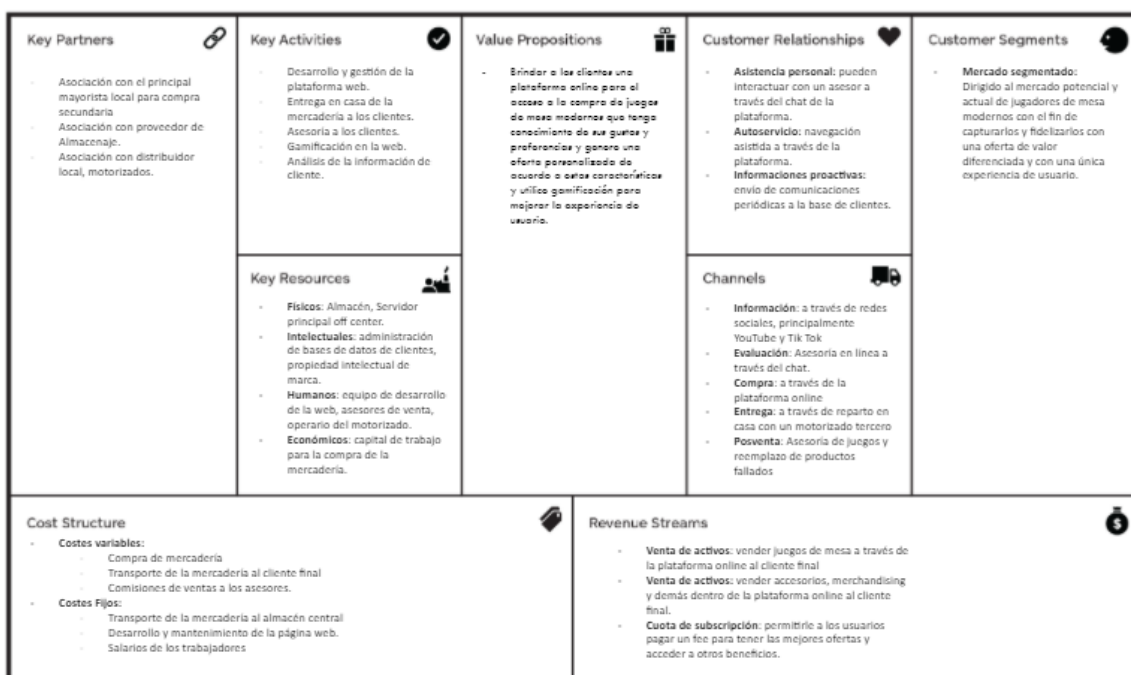 Key Partners
Asociación con el principal
mayorista local para compra
secundaria
Asociación con proveedor de
Almacenaje.
Asociación con distribuidor
local, motorizados.
Key Activities
Desarrollo y gestión de la
plataforma web.
Entrega en casa de la
mercadería a los clientes.
Asesoría a los clientes.
Gamificación en la web.
Análisis de la información de
cliente.
Key Resources
Físicos: Almacén, Servidor
principal off center.
Intelectuales: administración
de bases de datos de clientes,
propiedad intelectual de
marca.
Humanos: equipo de desarrollo
de la web, asesores de venta,
operario del motorizado.
Económicos: capital de trabajo
para la compra de la
mercadería.
Value Propositions
- Brindar a los clientes una
plataforma online para el
acceso a la compra de juegos
de mesa modernos que tenga
conocimiento de sus gustos y
preferencias y genere una
oferta personalizada de
acuerdo a estas características
y utilice gamificación para
mejorar la experiencia de
usuario.
Customer Relationships
Asistencia personal: pueden
interactuar con un asesor a
través del chat de la
plataforma.
Autoservicio: navegación
asistida a través de la
plataforma.
Informaciones proactivas:
envío de comunicaciones
periódicas a la base de clientes.
Channels
Información: a través de redes
sociales, principalmente
YouTube y Tik Tok
Evaluación: Asesoría en línea a
través del chat.
Compra: a través de la
plataforma online
Entrega: a través de reparto en
casa con un motorizado tercero
Posventa: Asesoría de juegos y
reemplazo de productos
fallados
Customer Segments
Mercado segmentado:
Dirigido al mercado potencial y
actual de jugadores de mesa
modernos con el fin de
capturarlos y fidelizarlos con
una oferta de valor
diferenciada y con una única
experiencia de usuario.
Cost Structure
Costes variables:
Compra de mercadería
Transporte de la mercadería al cliente final
Comisiones de ventas a los asesores.
Costes Fijos:
Transporte de la mercadería al almacén central
Desarrollo y mantenimiento de la página web.
Salarios de los trabajadores
Revenue Streams
Venta de activos: vender juegos de mesa a través de
la plataforma online al cliente final
Venta de activos: vender accesorios, merchandising
y demás dentro de la plataforma online al cliente
final.
Cuota de subscripción: permitirle a los usuarios
pagar un fee para tener las mejores ofertas y
acceder a otros beneficios.